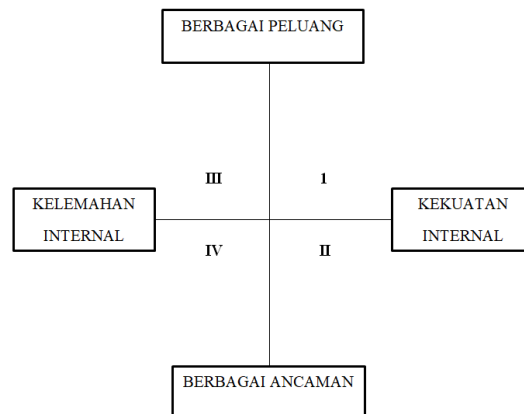 BERBAGAI PELUANG
III
1
KELEMAHAN
INTERNAL
KEKUATAN
INTERNAL
IV
II
BERBAGAI ANCAMAN